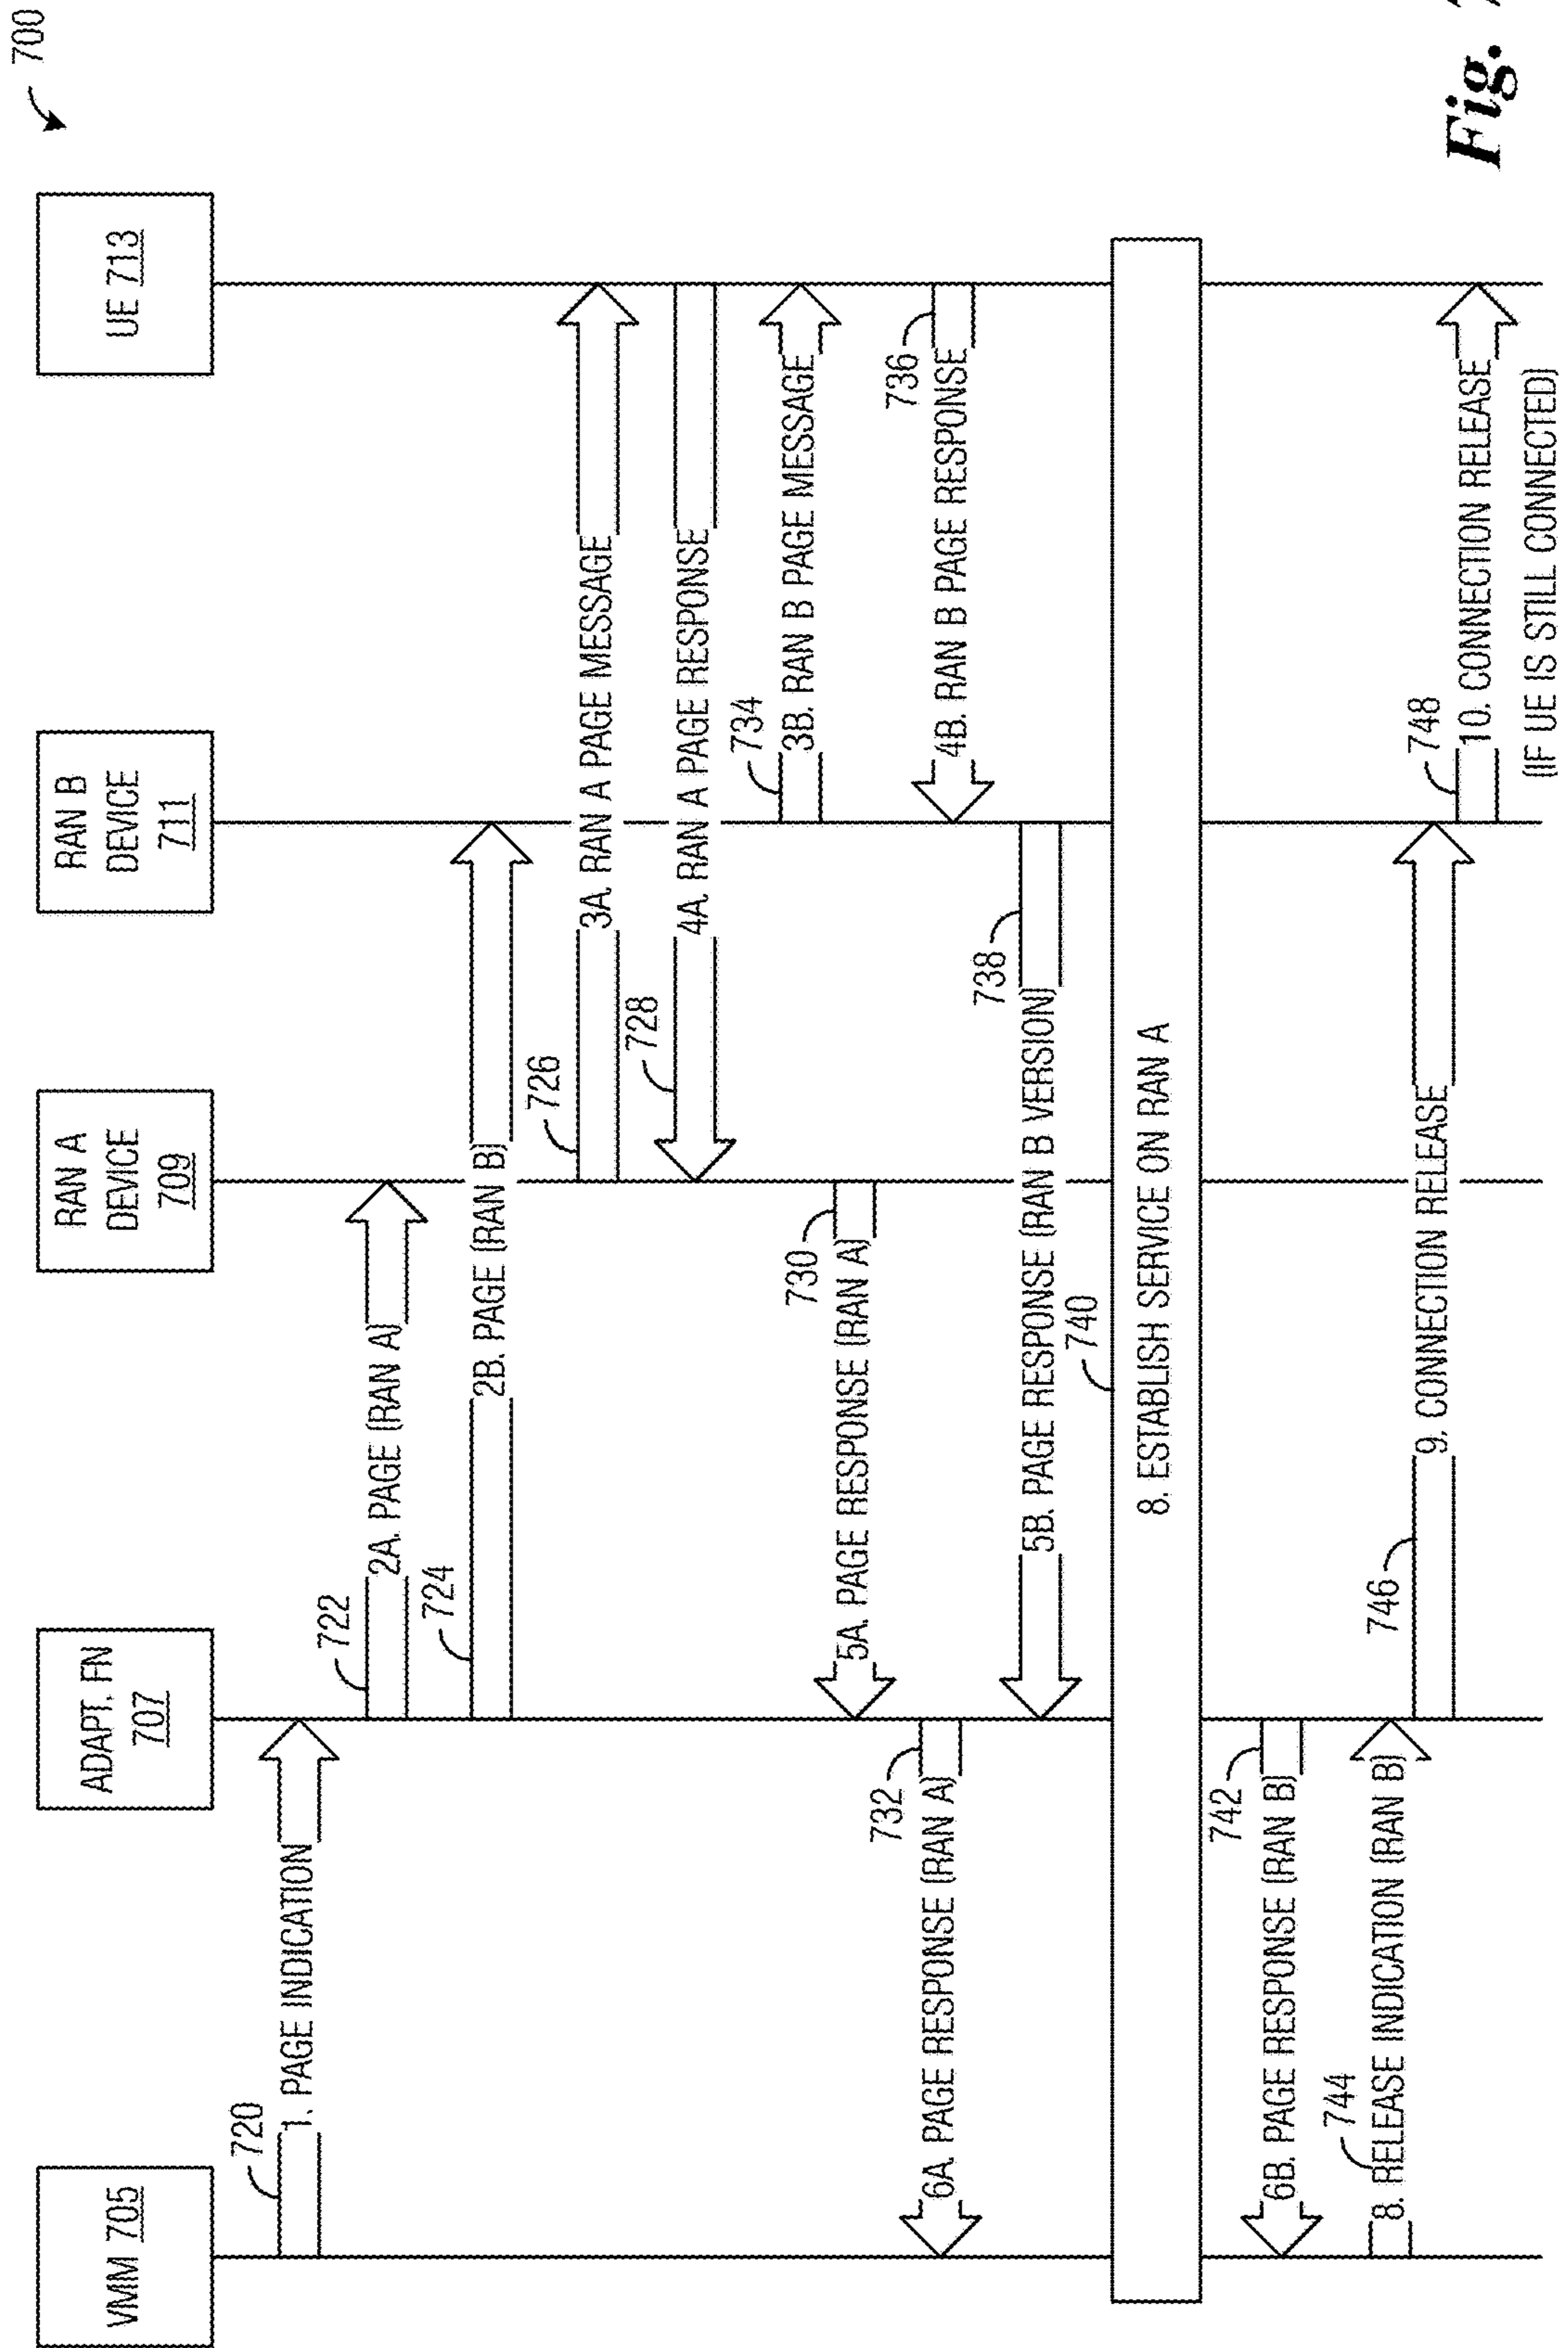 700
VMM 705
ADAPT. FN
707
RAN A
DEVICE
709
RAN B
DEVICE
711
UE 713
720
1. PAGE INDICATION
722
2A. PAGE (RAN A)
724
2B. PAGE (RAN B)
726
3A. RAN A PAGE MESSAGE
728
4A. RAN A PAGE RESPONSE
734
3B. RAN B PAGE MESSAGE
730
5A. PAGE RESPONSE (RAN A)
732
6A. PAGE RESPONSE (RAN A)
736
4B. RAN B PAGE RESPONSE
738
5B. PAGE RESPONSE (RAN B VERSION)
740
8. ESTABLISH SERVICE ON RAN A
742
6B. PAGE RESPONSE (RAN B)
744
8. RELEASE INDICATION (RAN B)
746
9. CONNECTION RELEASE
748
10. CONNECTION RELEASE
(IF UE IS STILL CONNECTED)
Fig.